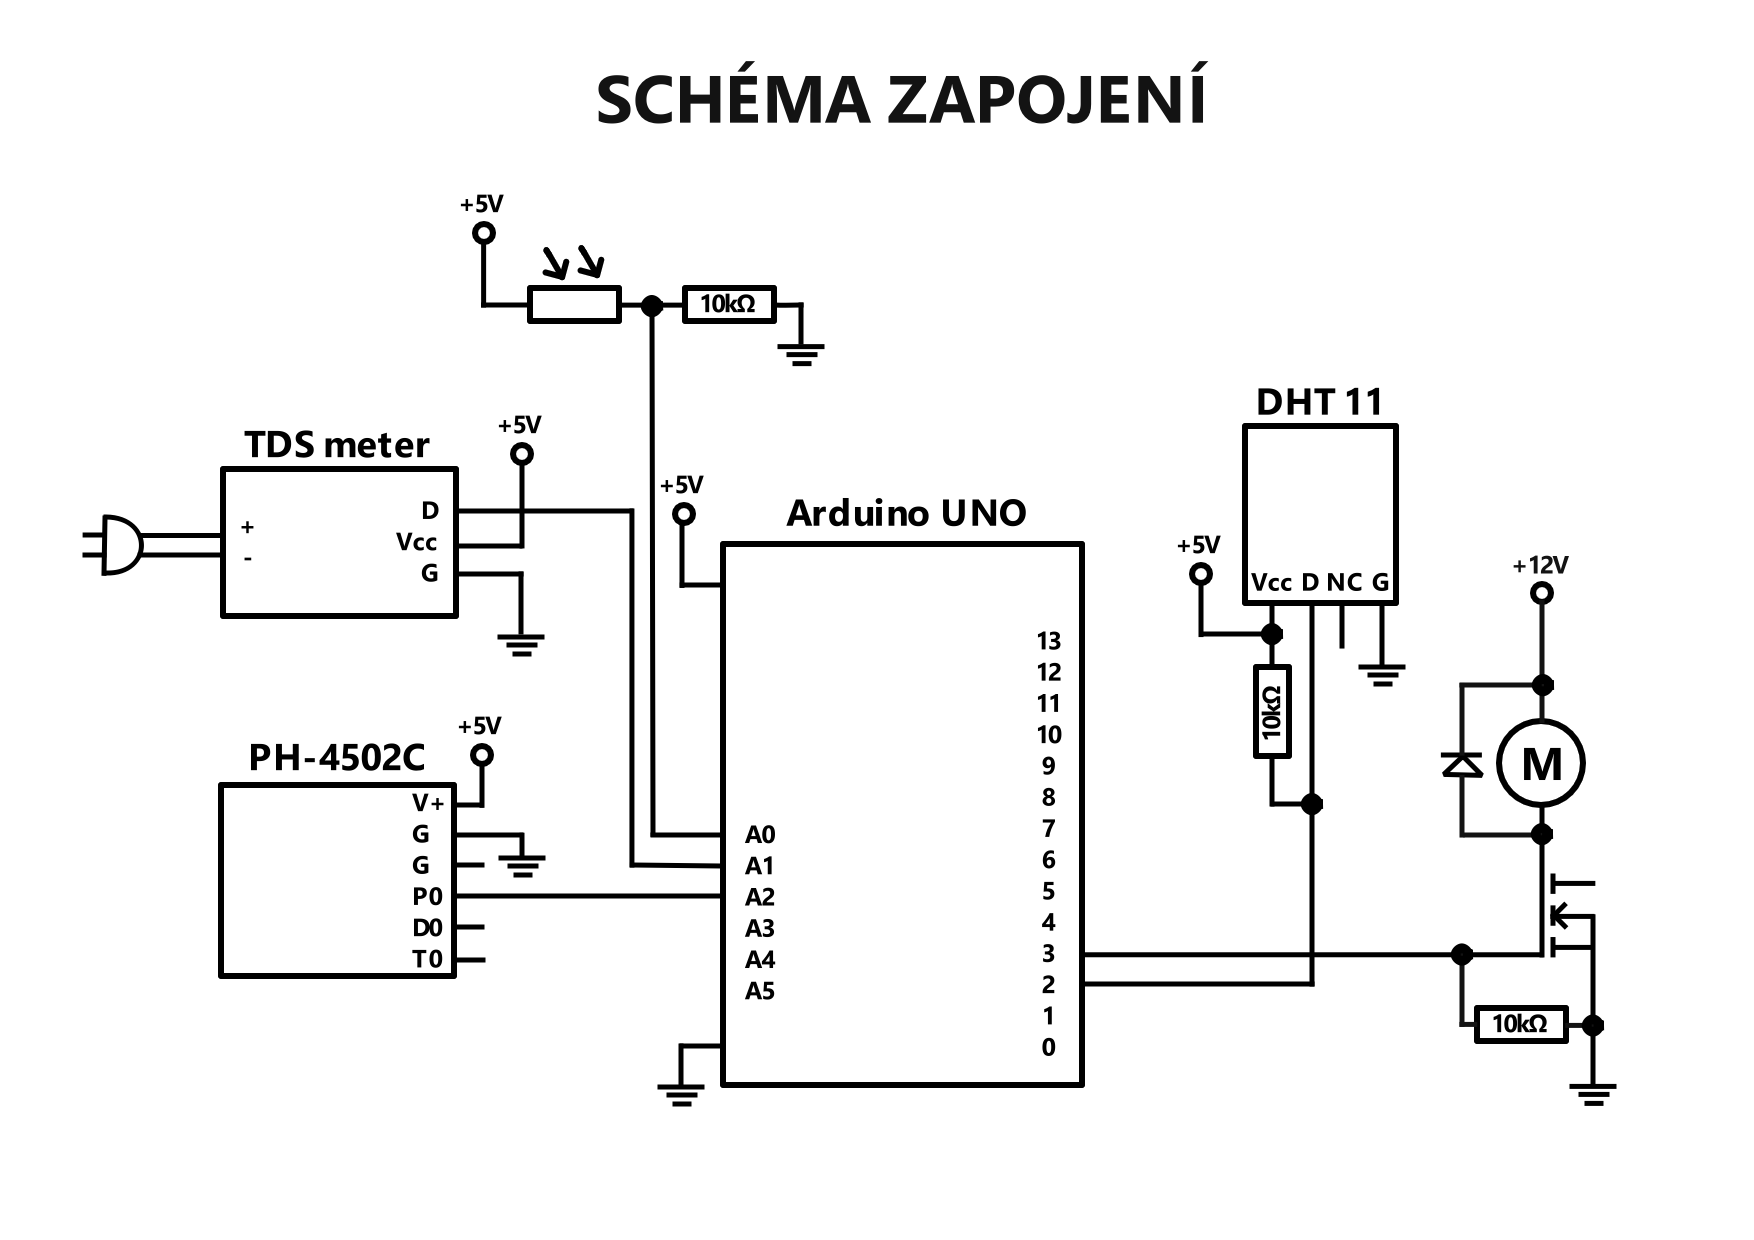 SCHÉMA ZAPOJENÍ
+5V
10kΩ
TDS meter
+5V
+
-
D
Vcc
G
PH-4502C
+5V
V+
G
G
P0
D0
T0
+5V
Arduino UNO
A0
A1
A2
A3
A4
A5
13
12
11
10
9
8
7
6
5
4
3
2
1
0
DHT 11
Vcc D NC G
+5V
10kΩ
+12V
M
10kΩ